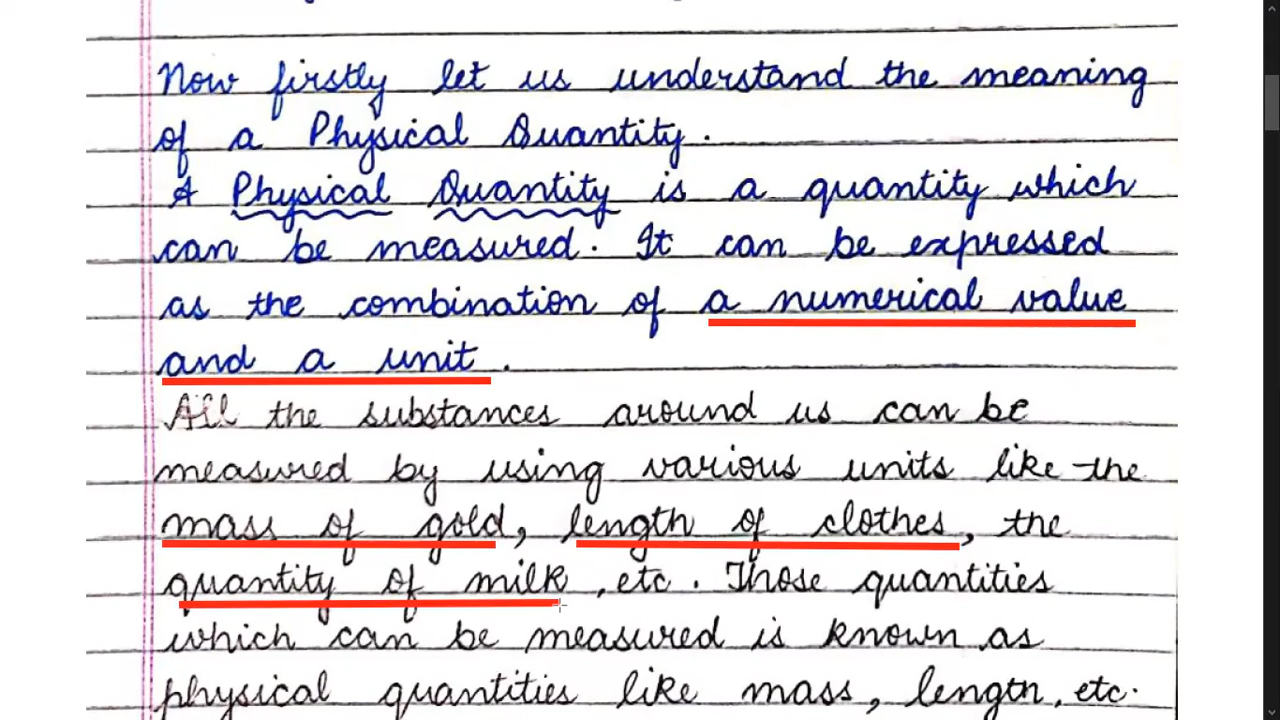 Now firstly let us understand the meaning
of a Physical Quantity.
A Physical Quantity is a quantity which
can be measured. It can be expressed
as the combination of a numerical value
and a unit.
All the substances around us can be
measured by using various units like the
mass of gold, length of clothes, the
quantity of milk, etc. Those quantities
which can be measured is known as
physical quantities like mass, length, etc.